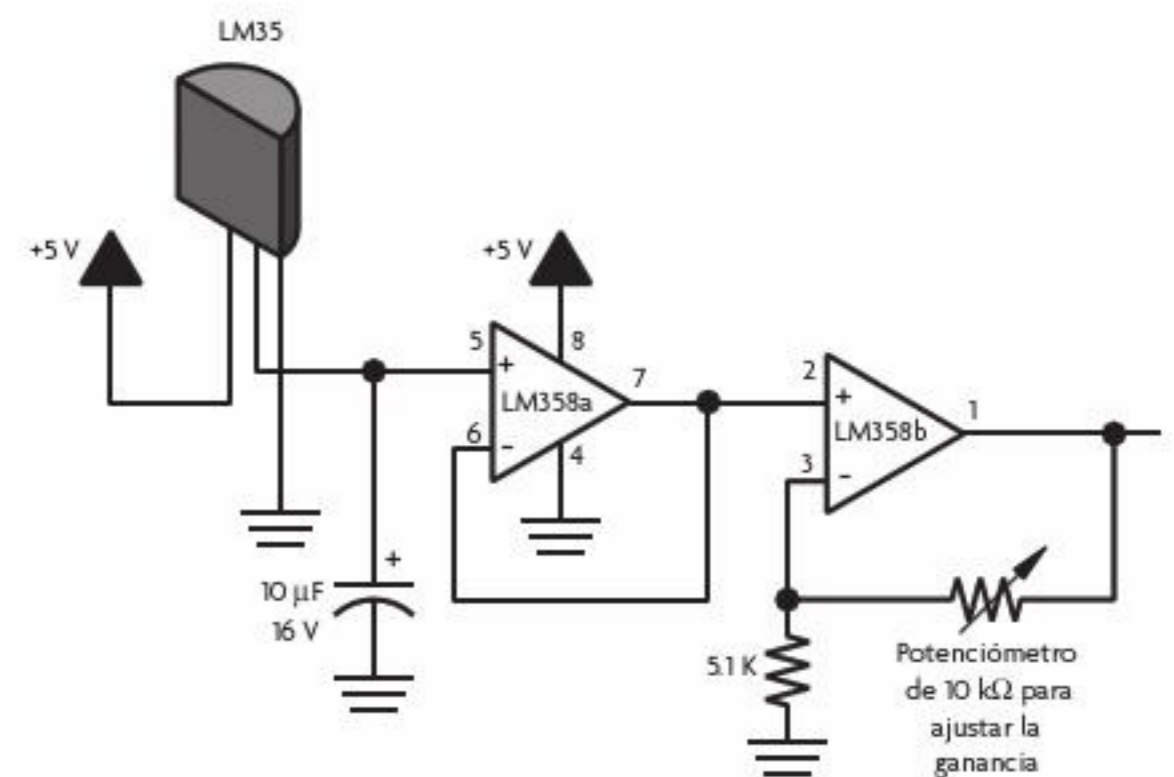 LM35
+5 V
+5 V
5
8
+
LM358a
7
6
-
4
2
+
LM358b
1
3
-
+
10 µF
16 V
5.1 K
Potenciómetro
de 10 kΩ para
ajustar la
ganancia